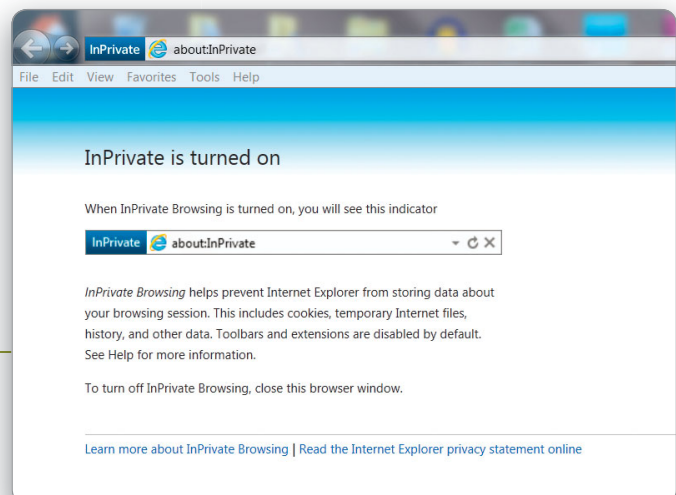 InPrivate about:InPrivate
File Edit View Favorites Tools Help
InPrivate is turned on
When InPrivate Browsing is turned on, you will see this indicator
InPrivate about:InPrivate
InPrivate Browsing helps prevent Internet Explorer from storing data about
your browsing session. This includes cookies, temporary Internet files,
history, and other data. Toolbars and extensions are disabled by default.
See Help for more information.
To turn off InPrivate Browsing, close this browser window.
Learn more about InPrivate Browsing | Read the Internet Explorer privacy statement online